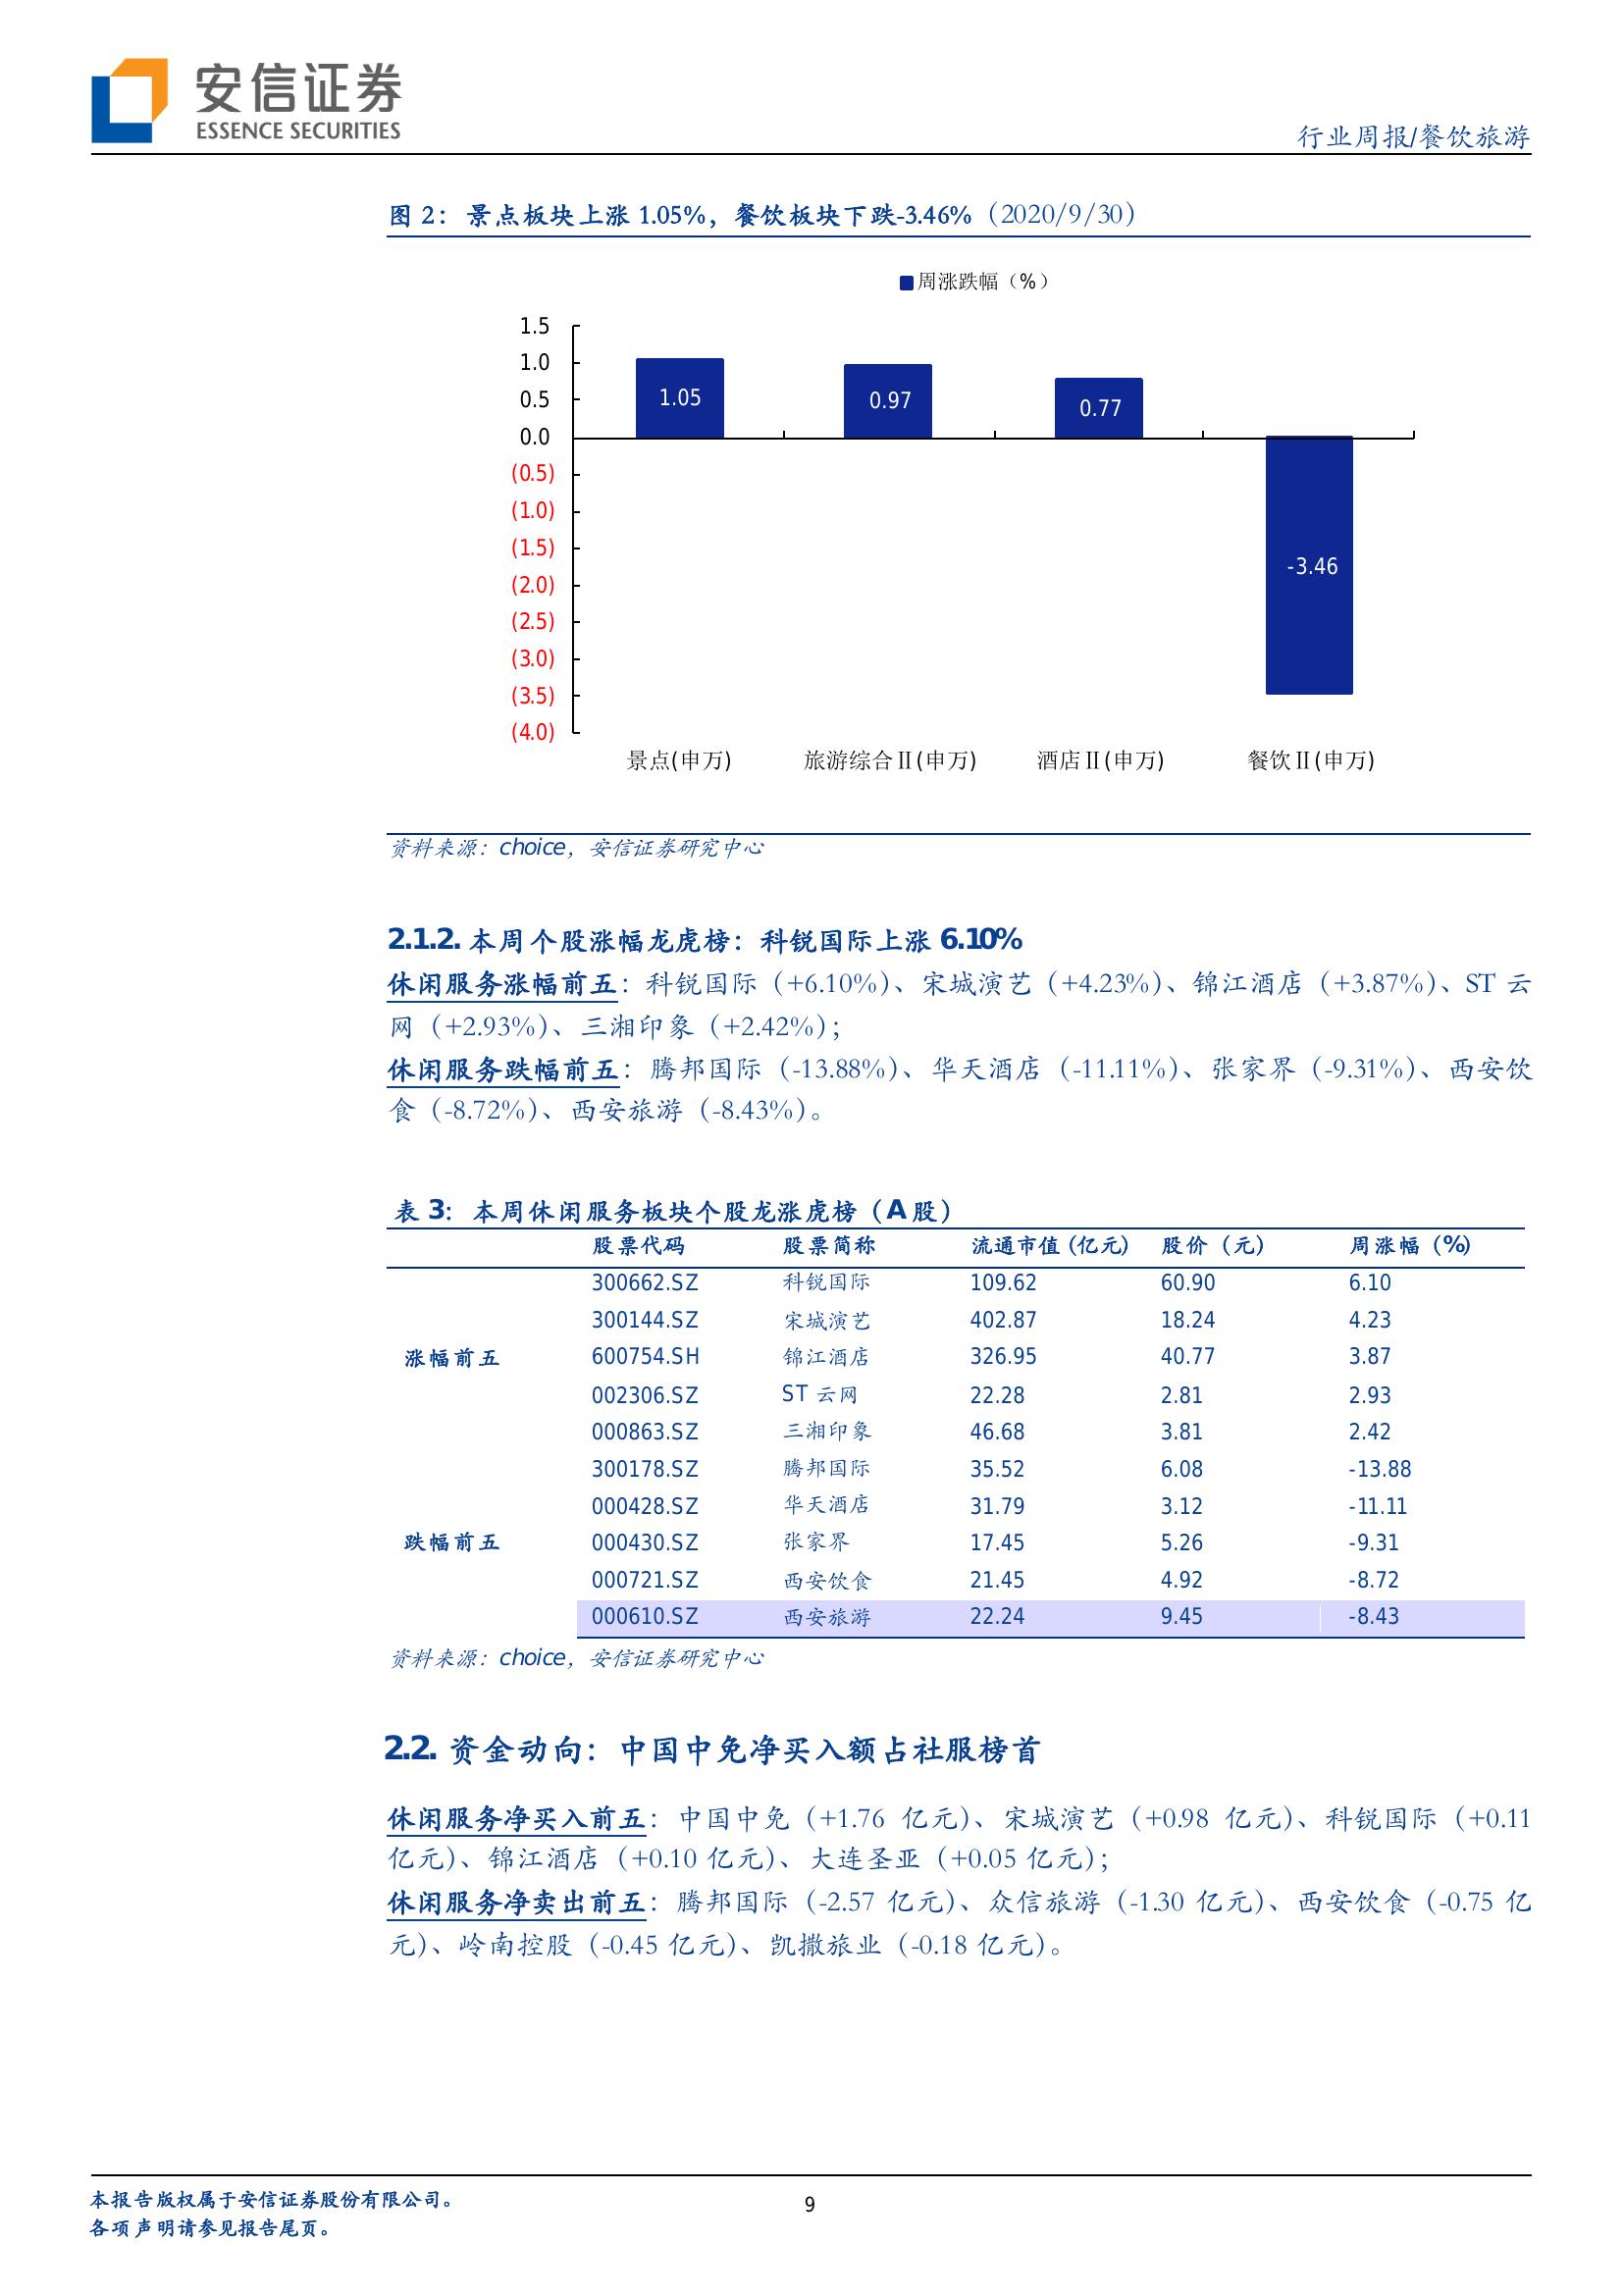 安信证券
ESSENCE SECURITIES
行业周报/餐饮旅游
图 2：景点板块上涨 1.05%，餐饮板块下跌-3.46%（2020/9/30）
周涨跌幅（%）
1.5
1.0
0.5
0.0
(0.5)
(1.0)
(1.5)
(2.0)
(2.5)
(3.0)
(3.5)
(4.0)
1.05
0.97
0.77
-3.46
景点(申万) 旅游综合Ⅱ(申万) 酒店Ⅱ(申万) 餐饮Ⅱ(申万)
资料来源：choice，安信证券研究中心
2.1.2. 本周个股涨幅龙虎榜：科锐国际上涨 6.10%
休闲服务涨幅前五：科锐国际（+6.10%）、宋城演艺（+4.23%）、锦江酒店（+3.87%）、ST 云
网（+2.93%）、三湘印象（+2.42%）；
休闲服务跌幅前五：腾邦国际（-13.88%）、华天酒店（-11.11%）、张家界（-9.31%）、西安饮
食（-8.72%）、西安旅游（-8.43%）。
表 3：本周休闲服务板块个股龙涨虎榜（A 股）
股票代码 股票简称 流通市值(亿元) 股价（元） 周涨幅（%）
300662.SZ 科锐国际 109.62 60.90 6.10
300144.SZ 宋城演艺 402.87 18.24 4.23
涨幅前五 600754.SH 锦江酒店 326.95 40.77 3.87
002306.SZ ST 云网 22.28 2.81 2.93
000863.SZ 三湘印象 46.68 3.81 2.42
300178.SZ 腾邦国际 35.52 6.08 -13.88
000428.SZ 华天酒店 31.79 3.12 -11.11
跌幅前五 000430.SZ 张家界 17.45 5.26 -9.31
000721.SZ 西安饮食 21.45 4.92 -8.72
000610.SZ 西安旅游 22.24 9.45 -8.43
资料来源：choice，安信证券研究中心
2.2. 资金动向：中国中免净买入额占社服榜首
休闲服务净买入前五：中国中免（+1.76 亿元）、宋城演艺（+0.98 亿元）、科锐国际（+0.11
亿元）、锦江酒店（+0.10 亿元）、大连圣亚（+0.05 亿元）；
休闲服务净卖出前五：腾邦国际（-2.57 亿元）、众信旅游（-1.30 亿元）、西安饮食（-0.75 亿
元）、岭南控股（-0.45 亿元）、凯撒旅业（-0.18 亿元）。
本报告版权属于安信证券股份有限公司。
各项声明请参见报告尾页。
9